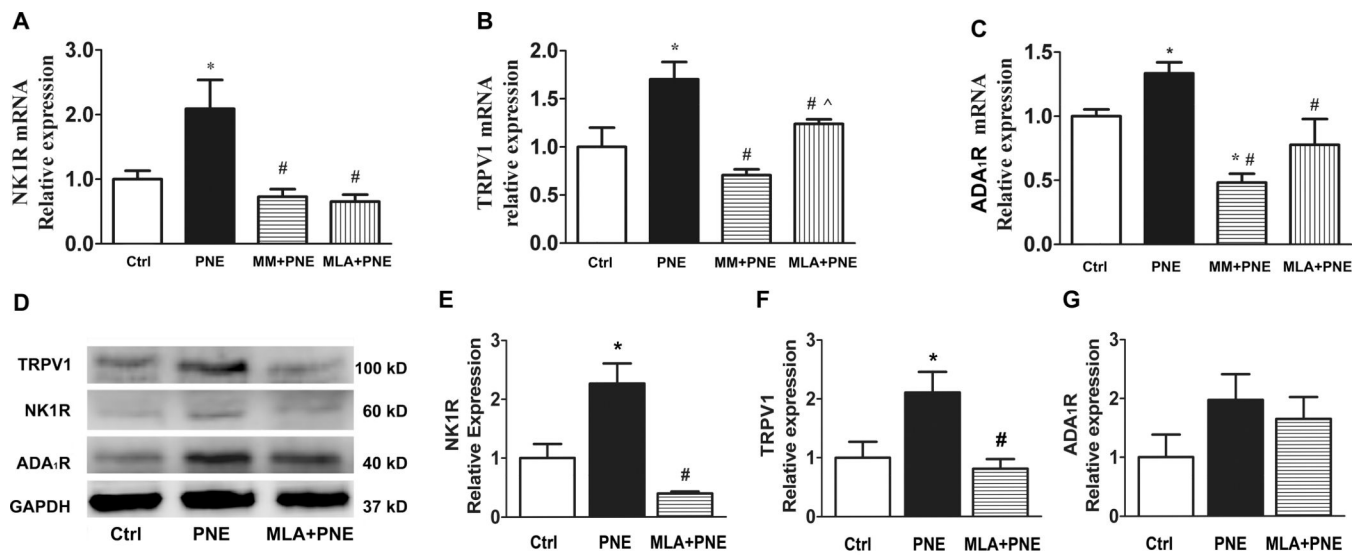 A
NK1R mRNA
Relative expression
3.0
2.0
1.0
0.0
*
#
#
Ctrl PNE MM+PNE MLA+PNE
B
TRPV1 mRNA
relative expression
2.0
1.5
1.0
0.5
0.0
*
#
# ^
Ctrl PNE MM+PNE MLA+PNE
C
ADA₁R mRNA
Relative expression
1.5
1.0
0.5
0.0
*
* #
#
Ctrl PNE MM+PNE MLA+PNE
D
TRPV1 100 kD
NK1R 60 kD
ADA₁R 40 kD
GAPDH 37 kD
Ctrl PNE MLA+PNE
E
NK1R
Relative Expression
3
2
1
0
*
#
Ctrl PNE MLA+PNE
F
TRPV1
Relative expression
3
2
1
0
*
#
Ctrl PNE MLA+PNE
G
ADA₁R
Relative expression
3
2
1
0
Ctrl PNE MLA+PNE